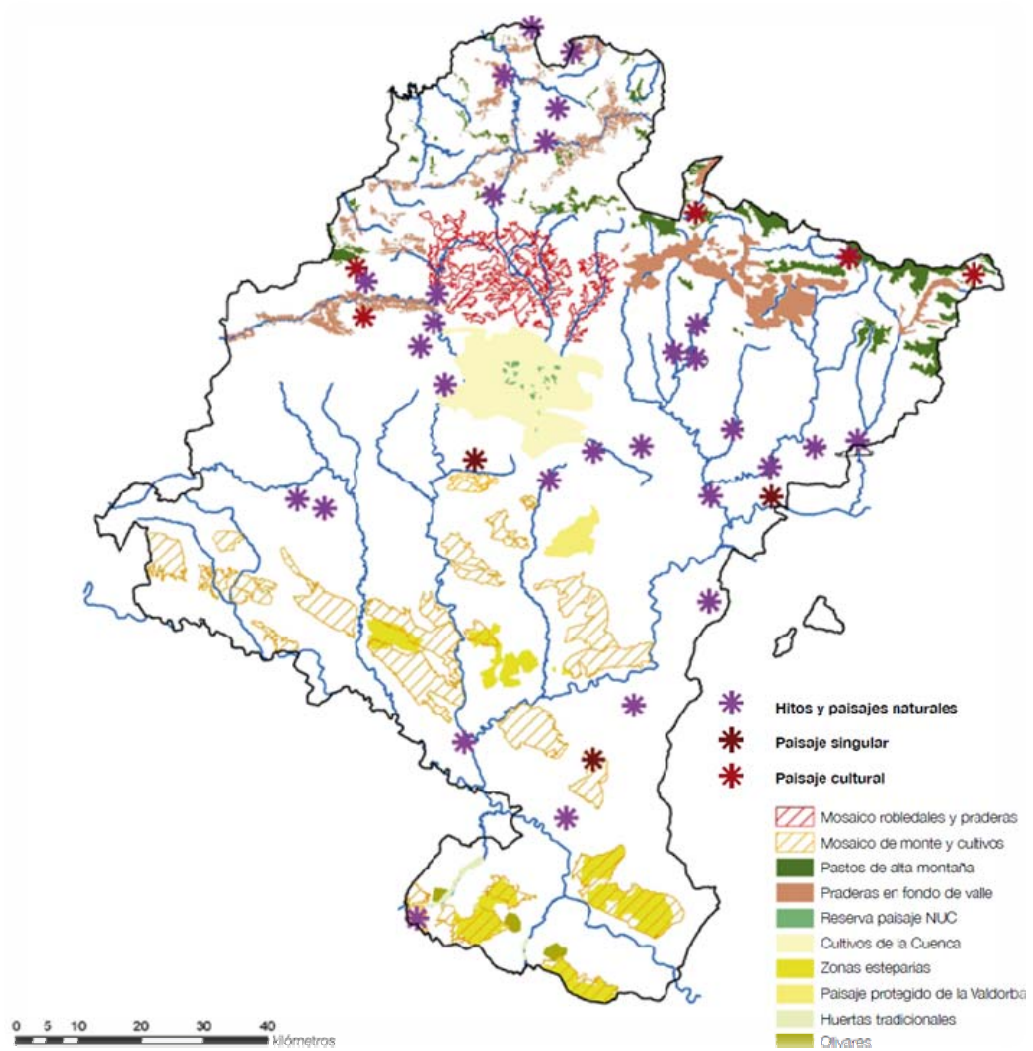 Hitos y paisajes naturales
Paisaje singular
Paisaje cultural
Mosaico robledales y praderas
Mosaico de monte y cultivos
Pastos de alta montaña
Praderas en fondo de valle
Reserva paisaje NUC
Cultivos de la Cuenca
Zonas esteparias
Paisaje protegido de la Valdorba
Huertas tradicionales
Olivares
0 5 10 20 30 40
kilómetros